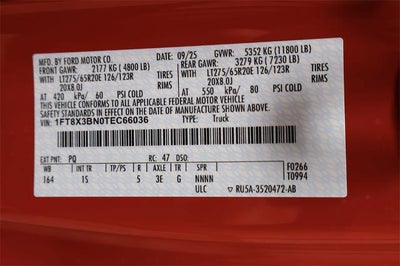 MFD. BY FORD MOTOR CO. 09/25 GVWR: 5352 KG (11800 LB)
FRONT GAWR: 2177 KG (4800 LB) REAR GAWR: 3279 KG (7230 LB)
LT275/65R20E 126/123R TIRES LT275/65R20E 126/123R TIRES
20X8.0J RIMS 20X8.0J RIMS
AT 420 kPa/ 60 PSI COLD AT 550 kPa/ 80 PSI COLD
THIS VEHICLE CONFORMS TO ALL APPLICABLE FEDERAL MOTOR VEHICLE
SAFETY STANDARDS IN EFFECT ON THE DATE OF MANUFACTURE SHOWN ABOVE.
VIN: 1FT8X3BN0TEC66036 TYPE: Truck
EXT PNT: PQ RC: 47 DSO: F0266
WB INT TR TP/PS R AXLE TR SPR T0994
164 1S 5 3E G NNNN
ULC RU5A-3520472-AB